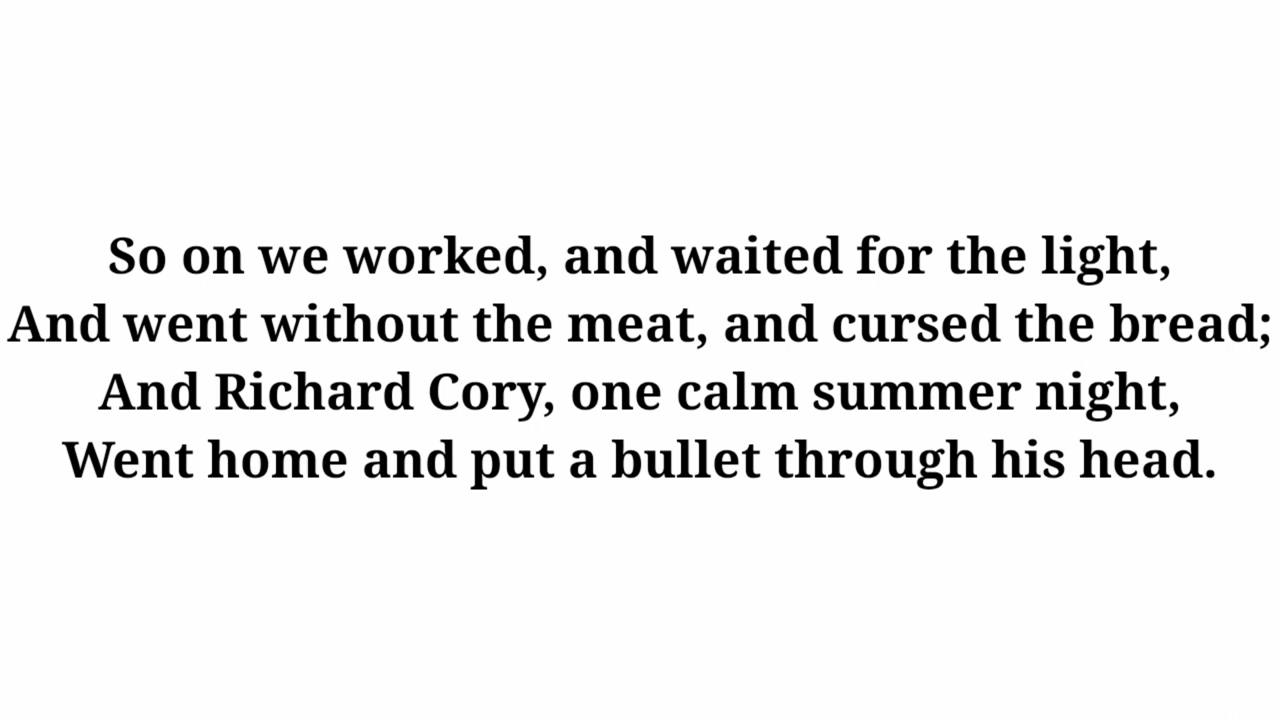 So on we worked, and waited for the light,
And went without the meat, and cursed the bread;
And Richard Cory, one calm summer night,
Went home and put a bullet through his head.